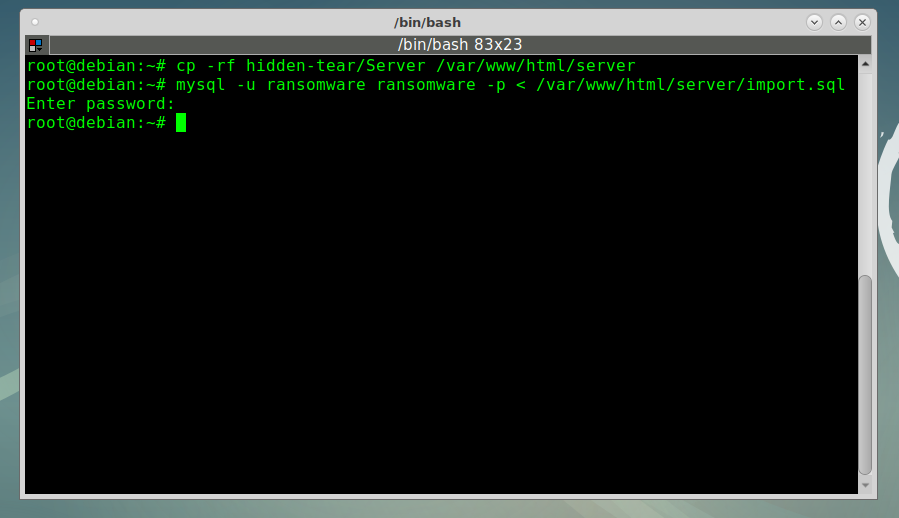 /bin/bash
/bin/bash 83x23
root@debian:~# cp -rf hidden-tear/Server /var/www/html/server
root@debian:~# mysql -u ransomware ransomware -p < /var/www/html/server/import.sql
Enter password:
root@debian:~#